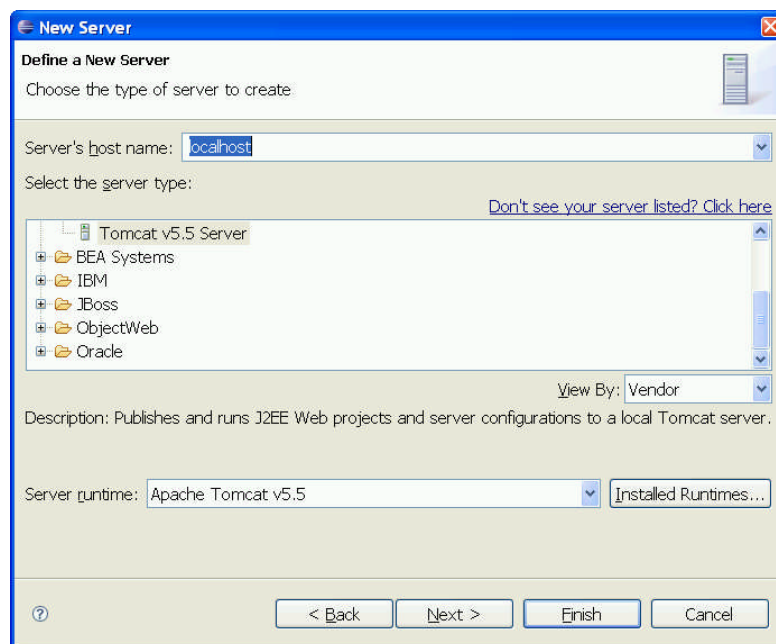 New Server
Define a New Server
Choose the type of server to create
Server's host name: localhost
Select the server type:
Don't see your server listed? Click here
Tomcat v5.5 Server
BEA Systems
IBM
JBoss
ObjectWeb
Oracle
View By: Vendor
Description: Publishes and runs J2EE Web projects and server configurations to a local Tomcat server.
Server runtime: Apache Tomcat v5.5 Installed Runtimes...
? < Back Next > Finish Cancel